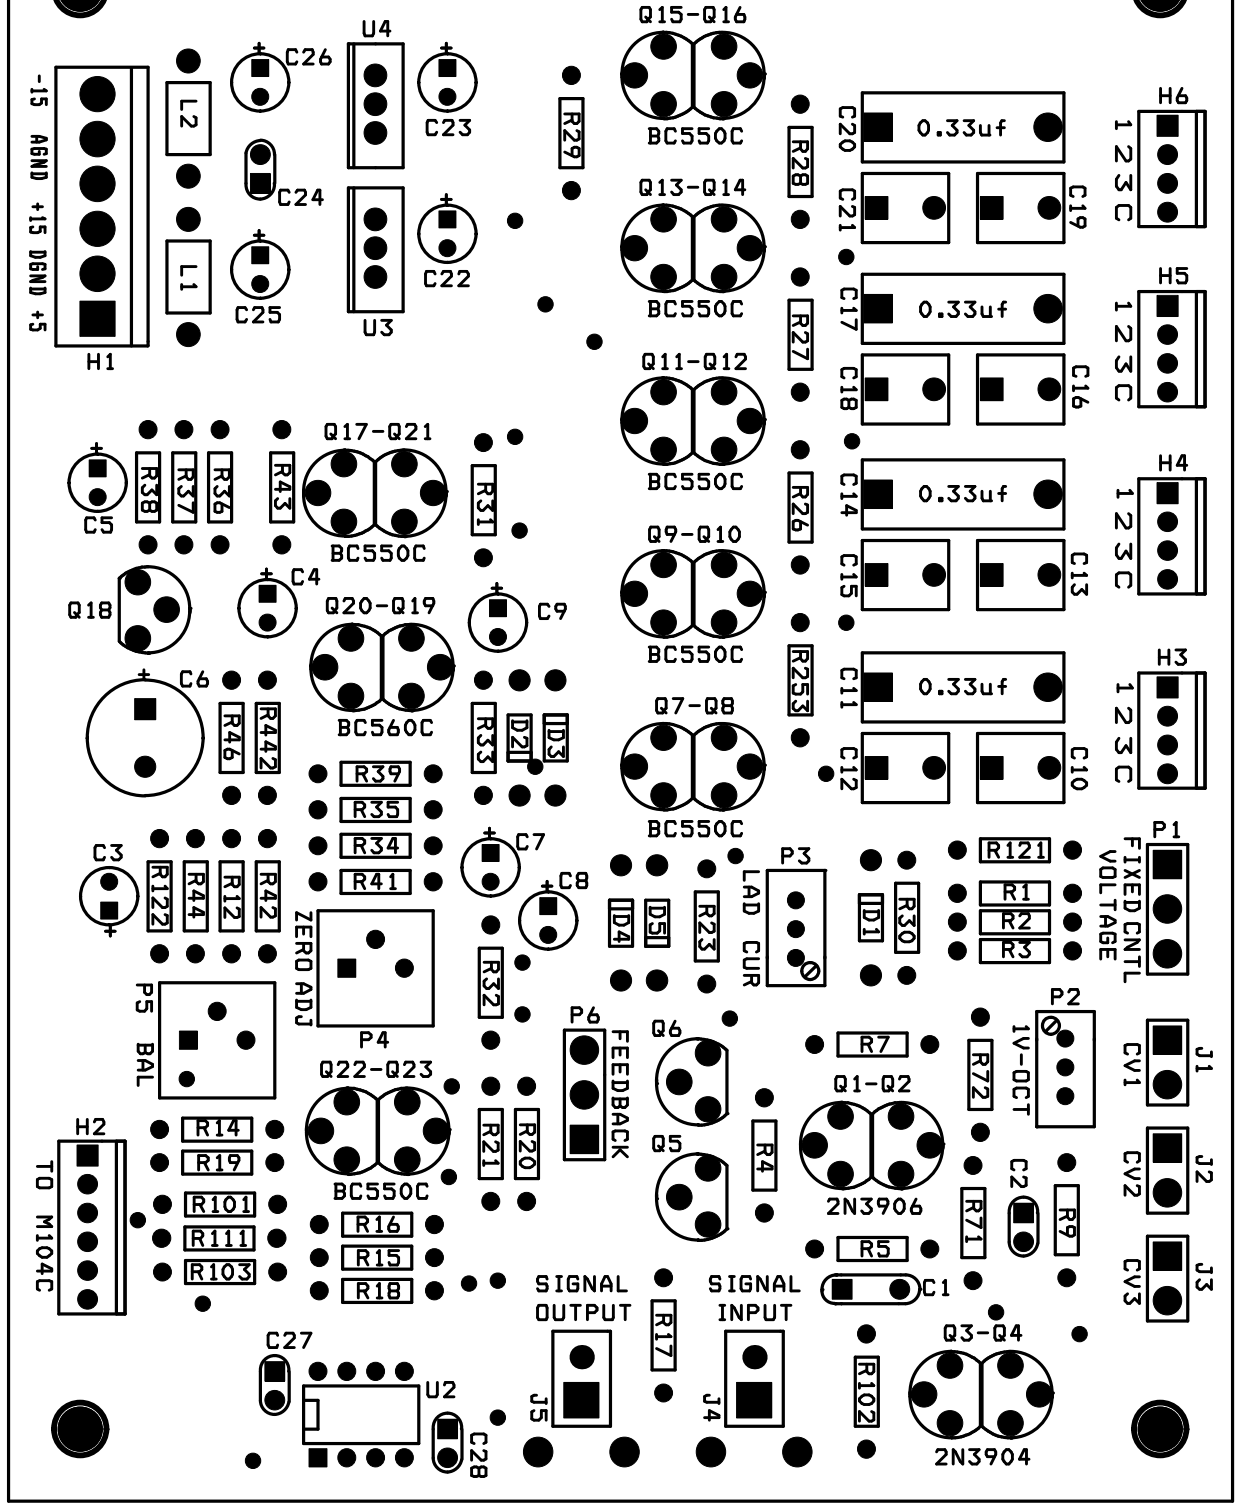 Q15-Q16
U4
C26
-15 AGND +15 DGND +5
L2
C23
R29
BC550C
R28
C20
0.33uf
H6
1
2
3
C
C24
Q13-Q14
C21
C19
L1
C25
C22
U3
H1
BC550C
R27
C17
0.33uf
H5
1
2
3
C
Q11-Q12
C18
C16
Q17-Q21
C5
R38
R37
R36
R43
R31
BC550C
BC550C
R26
C14
0.33uf
H4
1
2
3
C
Q9-Q10
C15
C13
Q18
C4
Q20-Q19
C9
BC550C
R253
C11
0.33uf
H3
1
2
3
C
C6
R46
R442
BC560C
R33
D2
D3
Q7-Q8
C12
C10
R39
R35
R34
R41
BC550C
C7
C8
C3
R122
R44
R12
R42
P3
LAD CUR
D4
D5
R23
D1
R30
R121
R1
R2
R3
P1
FIXED CNTL
VOLTAGE
ZERO ADJ
P4
R32
P5 BAL
P6
FEEDBACK
Q6
R7
R72
P2
1V-OCT
CV1
J1
Q22-Q23
Q1-Q2
H2
TO M104C
R14
R19
R101
R111
R103
BC550C
R21
R20
Q5
R4
2N3906
C2
R71
R9
CV2
J2
R16
R15
R18
R5
C1
CV3
J3
SIGNAL
OUTPUT
SIGNAL
INPUT
R17
C27
U2
C28
J5
J4
R102
Q3-Q4
2N3904